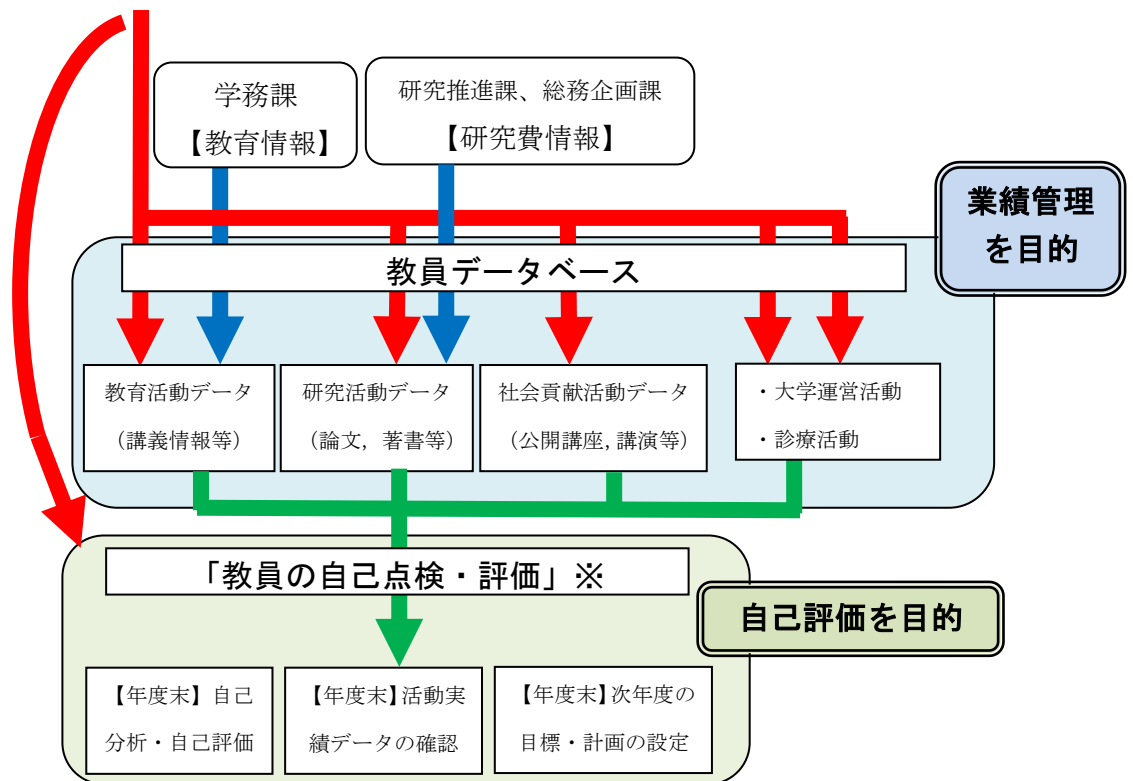 学務課
【教育情報】
研究推進課、総務企画課
【研究費情報】
業績管理
を目的
教員データベース
教育活動データ
（講義情報等）
研究活動データ
（論文，著書等）
社会貢献活動データ
（公開講座，講演等）
・大学運営活動
・診療活動
「教員の自己点検・評価」※
自己評価を目的
【年度末】自己
分析・自己評価
【年度末】活動実
績データの確認
【年度末】次年度の
目標・計画の設定